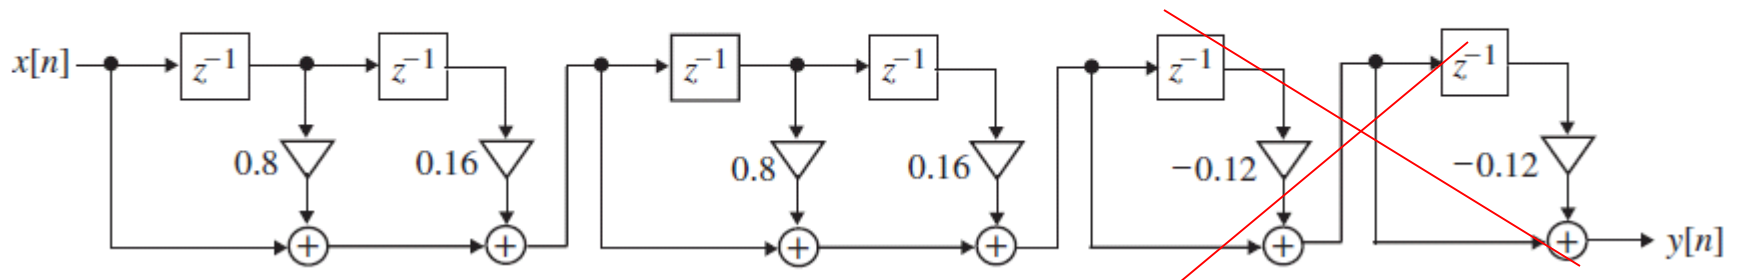 x[n] z⁻¹ z⁻¹ z⁻¹ z⁻¹ z⁻¹ z⁻¹
0.8 0.16 0.8 0.16 −0.12 −0.12
+ + + + + + y[n]